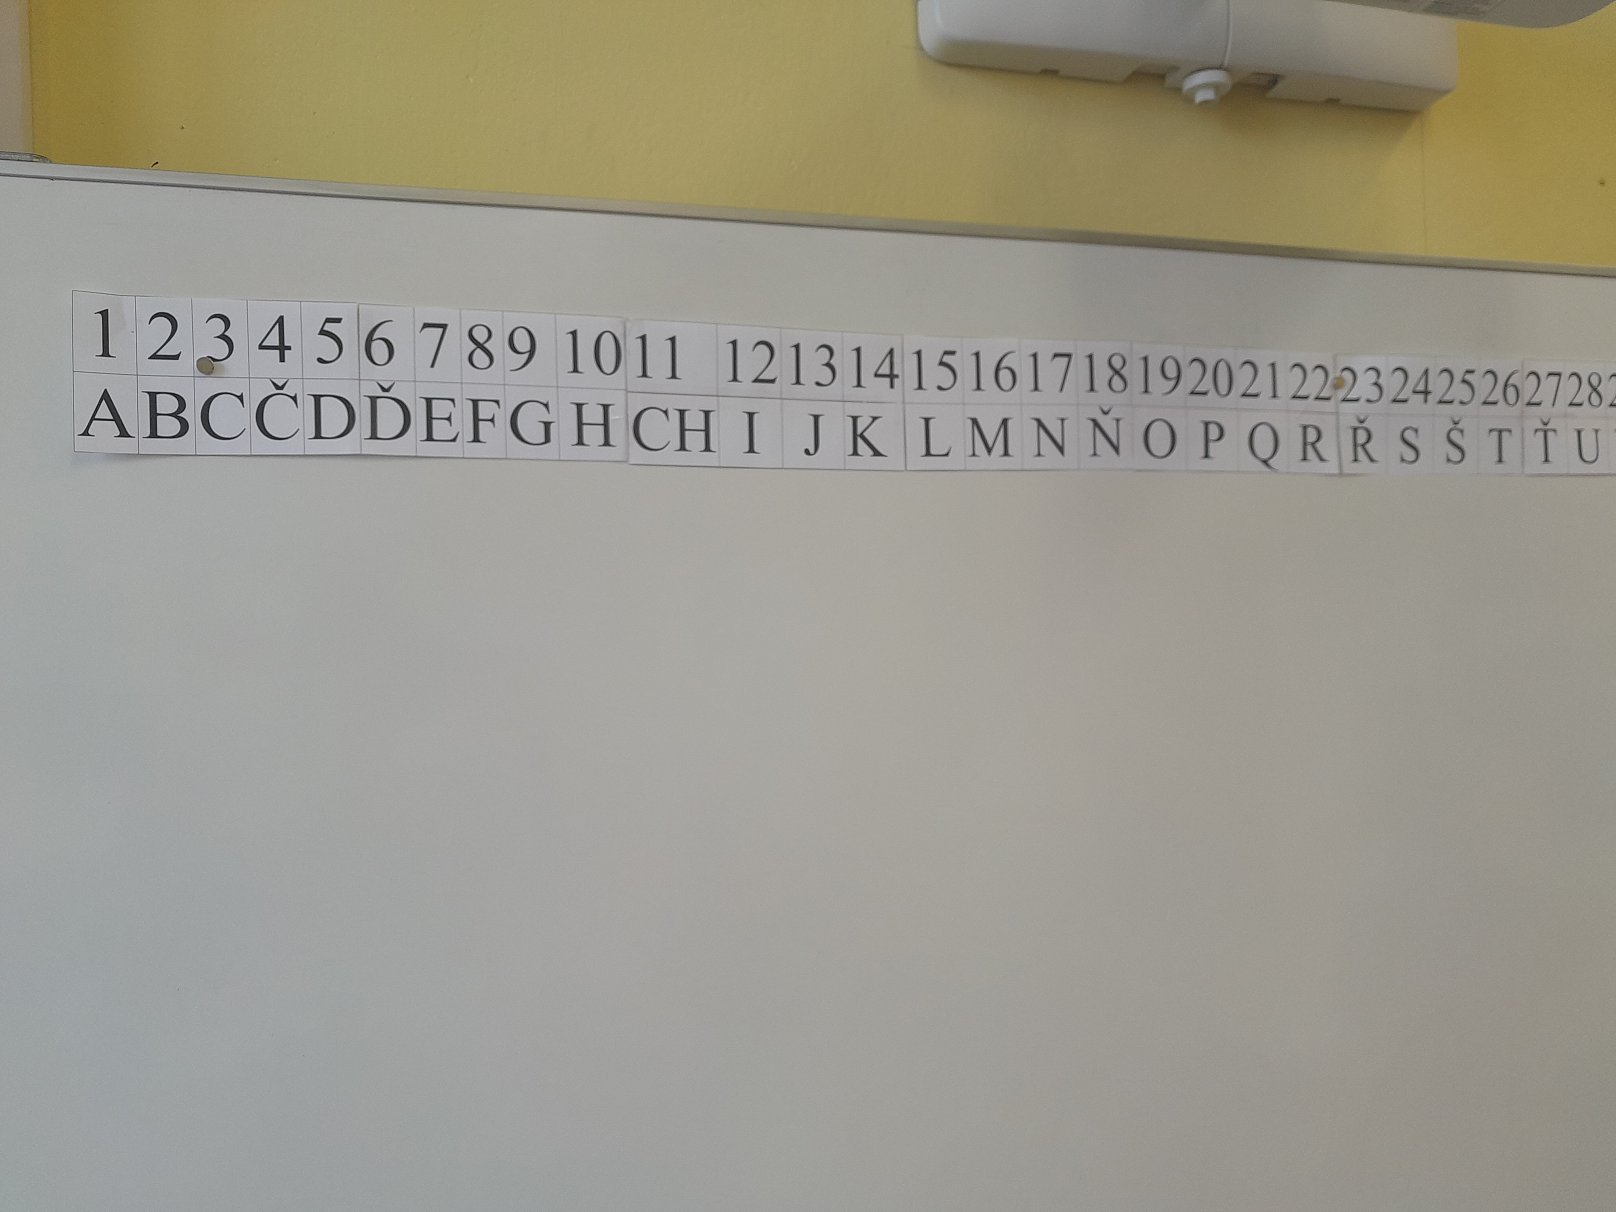 1 2 3 4 5 6 7 8 9 10 11 12 13 14 15 16 17 18 19 20 21 22 23 24 25 26 27 28
A B C Č D Ď E F G H CH I J K L M N Ň O P Q R Ř S Š T Ť U